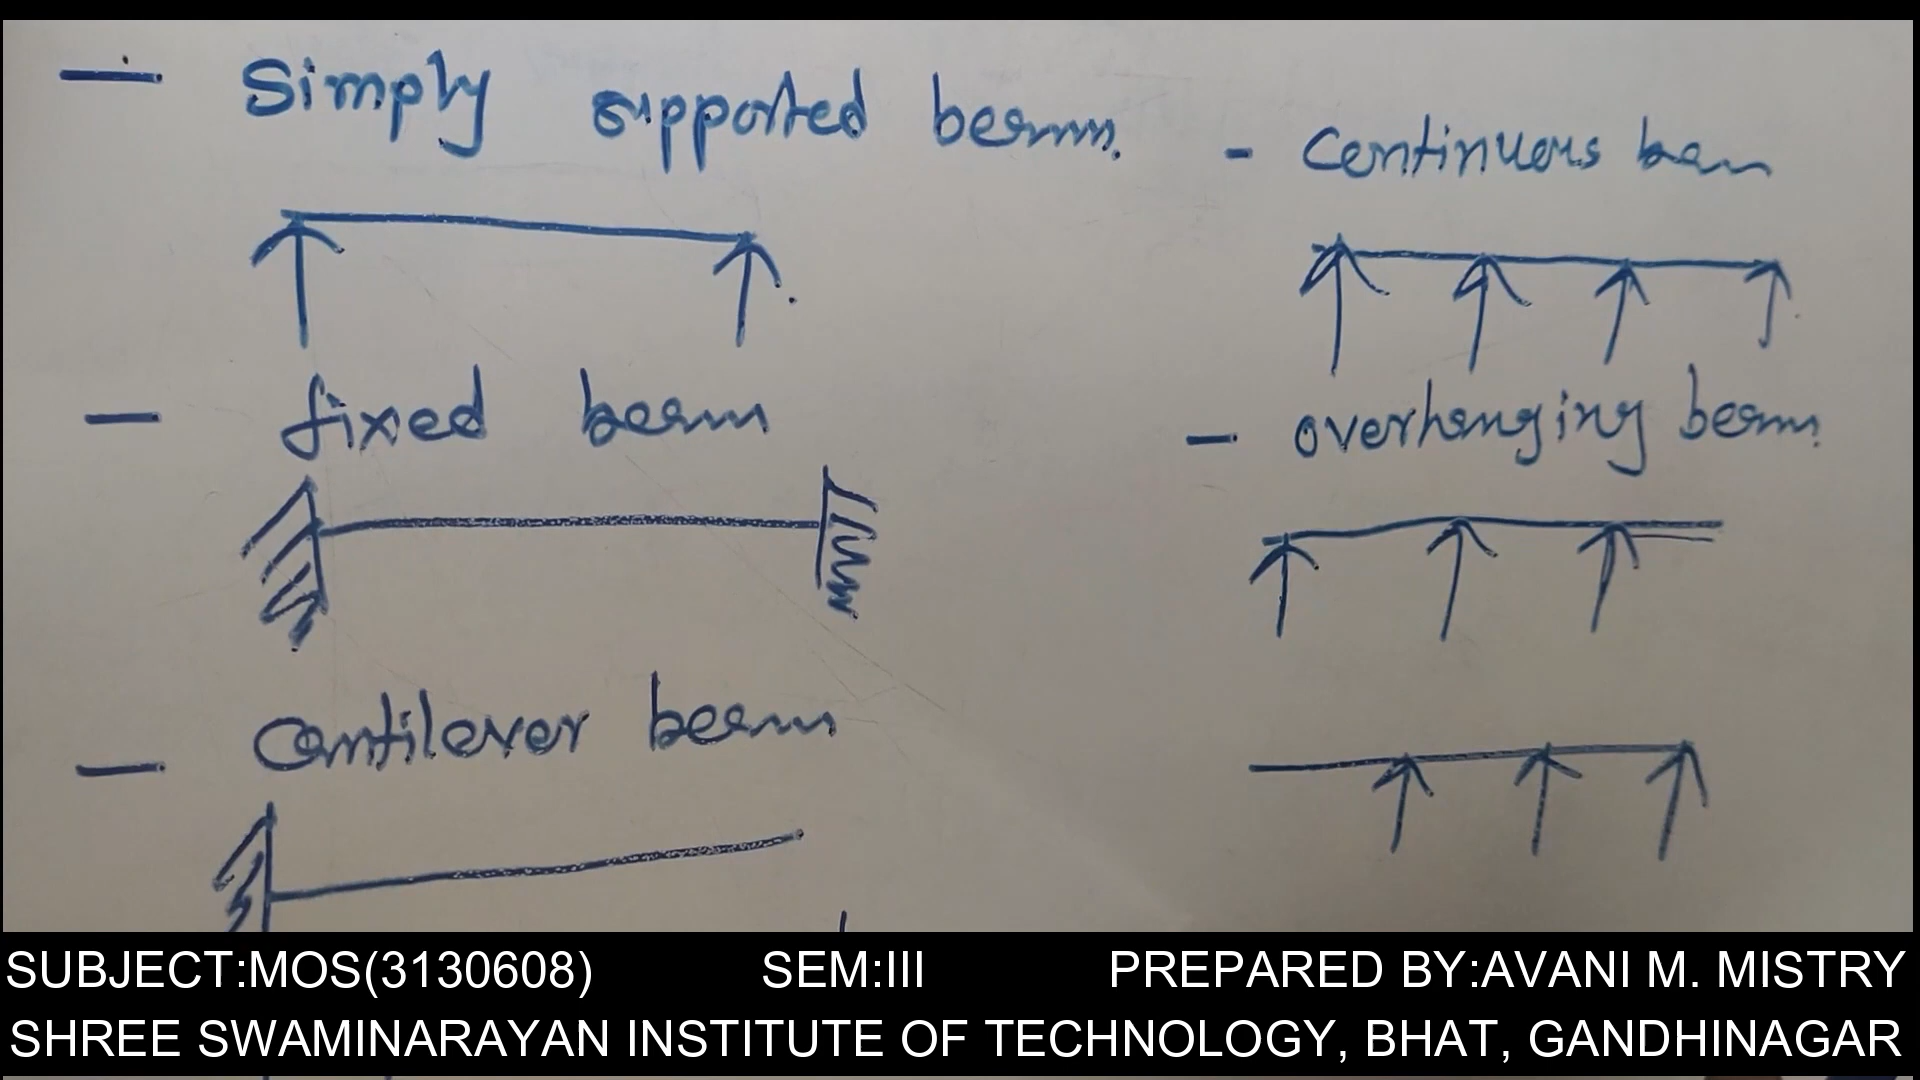 — Simply supported beam.
— fixed beam
— Cantilever beam
- Continuous beam
— overhanging beam
SUBJECT:MOS(3130608) SEM:III PREPARED BY:AVANI M. MISTRY
SHREE SWAMINARAYAN INSTITUTE OF TECHNOLOGY, BHAT, GANDHINAGAR